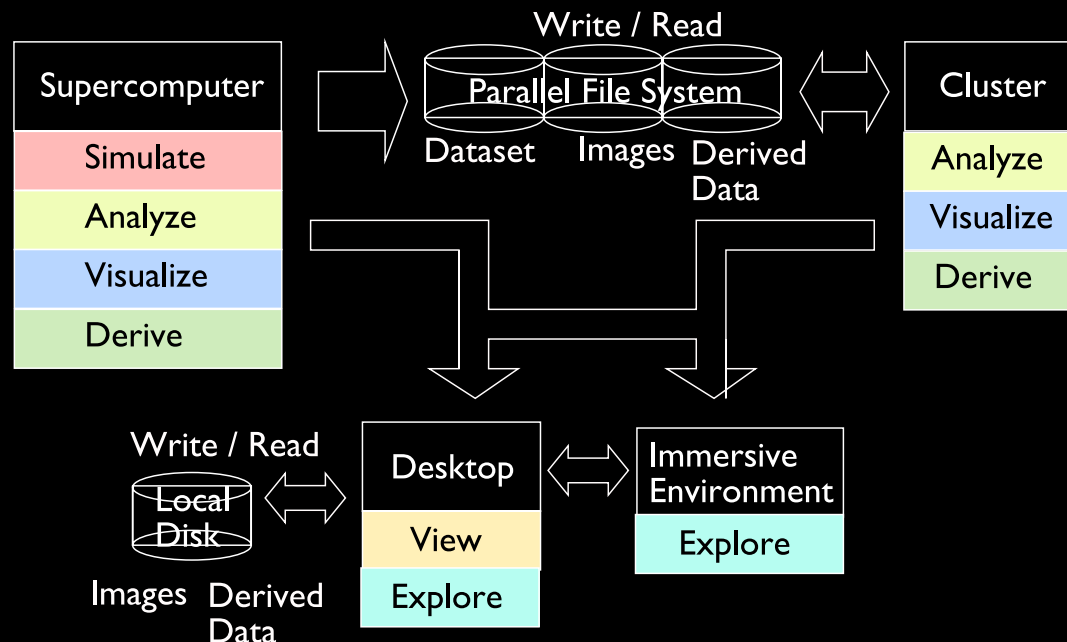 Write / Read
Supercomputer
Parallel File System
Cluster
Simulate
Analyze
Visualize
Derive
Dataset
Images
Derived
Data
Analyze
Visualize
Derive
Write / Read
Local
Disk
Images
Derived
Data
Desktop
View
Explore
Immersive
Environment
Explore